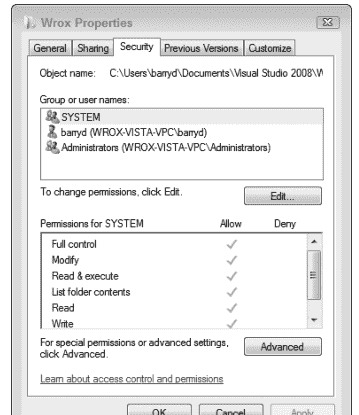 Wrox Properties
General Sharing Security Previous Versions Customize
Object name: C:\Users\barryd\Documents\Visual Studio 2008\W
Group or user names:
SYSTEM
barryd (WROX-VISTA-VPC\barryd)
Administrators (WROX-VISTA-VPC\Administrators)
To change permissions, click Edit.
Edit...
Permissions for SYSTEM Allow Deny
Full control
Modify
Read & execute
List folder contents
Read
Write
For special permissions or advanced settings,
click Advanced.
Advanced
Learn about access control and permissions
OK Cancel Apply